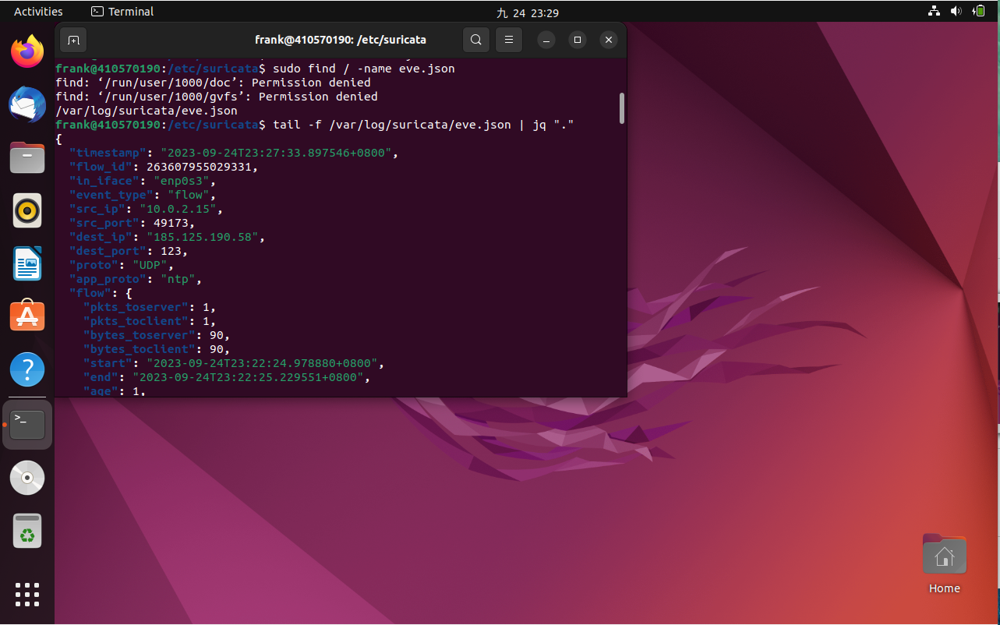 Activities
Terminal
九 24 23:29
frank@410570190: /etc/suricata
frank@410570190:/etc/suricata$ sudo find / -name eve.json
find: ‘/run/user/1000/doc’: Permission denied
find: ‘/run/user/1000/gvfs’: Permission denied
/var/log/suricata/eve.json
frank@410570190:/etc/suricata$ tail -f /var/log/suricata/eve.json | jq "."
{
"timestamp": "2023-09-24T23:27:33.897546+0800",
"flow_id": 263607955029331,
"in_iface": "enp0s3",
"event_type": "flow",
"src_ip": "10.0.2.15",
"src_port": 49173,
"dest_ip": "185.125.190.58",
"dest_port": 123,
"proto": "UDP",
"app_proto": "ntp",
"flow": {
"pkts_toserver": 1,
"pkts_toclient": 1,
"bytes_toserver": 90,
"bytes_toclient": 90,
"start": "2023-09-24T23:22:24.978880+0800",
"end": "2023-09-24T23:22:25.229551+0800",
"age": 1,
Home